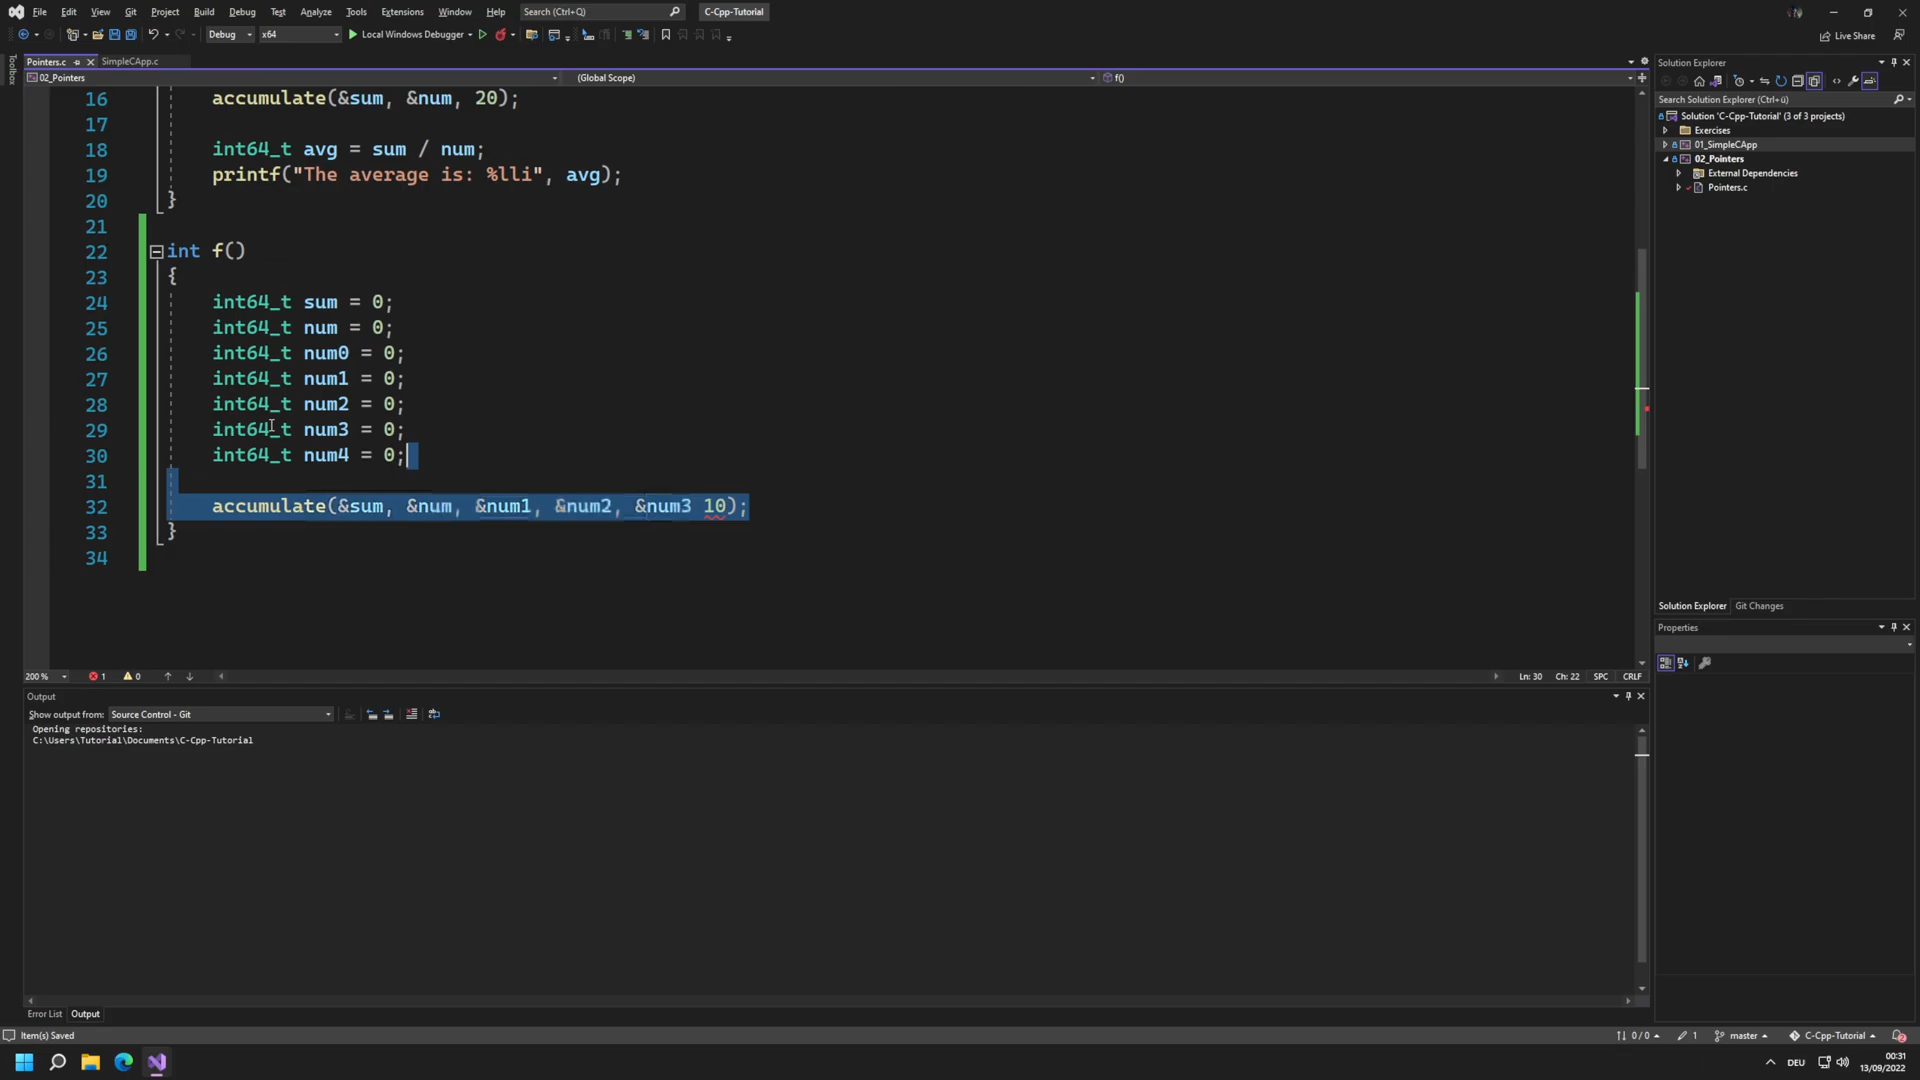 File Edit View Git Project Build Debug Test Analyze Tools Extensions Window Help Search (Ctrl+Q) C-Cpp-Tutorial
Debug x64 Local Windows Debugger Live Share
Pointers.c SimpleCApp.c
02_Pointers (Global Scope) f()
16 accumulate(&sum, &num, 20);
17
18 int64_t avg = sum / num;
19 printf("The average is: %lli", avg);
20 }
21
22 int f()
23 {
24 int64_t sum = 0;
25 int64_t num = 0;
26 int64_t num0 = 0;
27 int64_t num1 = 0;
28 int64_t num2 = 0;
29 int64_t num3 = 0;
30 int64_t num4 = 0;
31
32 accumulate(&sum, &num, &num1, &num2, &num3 10);
33 }
34
200 % 1 0 Ln: 30 Ch: 22 SPC CRLF
Output
Show output from: Source Control - Git
Opening repositories:
C:\Users\Tutorial\Documents\C-Cpp-Tutorial
Error List Output
Toolbox
Solution Explorer
Search Solution Explorer (Ctrl+ü)
Solution 'C-Cpp-Tutorial' (3 of 3 projects)
Exercises
01_SimpleCApp
02_Pointers
External Dependencies
Pointers.c
Solution Explorer Git Changes
Properties
Item(s) Saved 0 / 0 1 master C-Cpp-Tutorial 2
DEU 00:31
13/09/2022